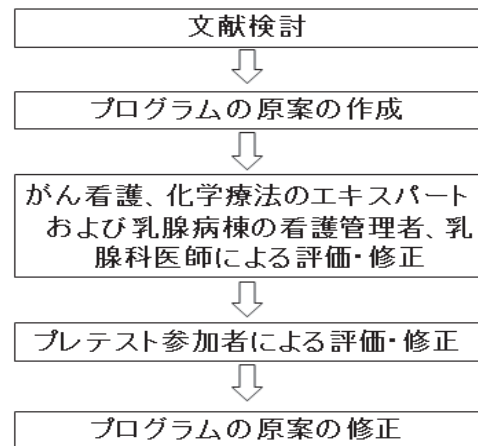 文献検討
プログラムの原案の作成
がん看護、化学療法のエキスパート
および乳腺病棟の看護管理者、乳
腺科医師による評価・修正
プレテスト参加者による評価・修正
プログラムの原案の修正